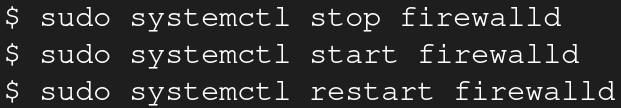 $ sudo systemctl stop firewalld
$ sudo systemctl start firewalld
$ sudo systemctl restart firewalld